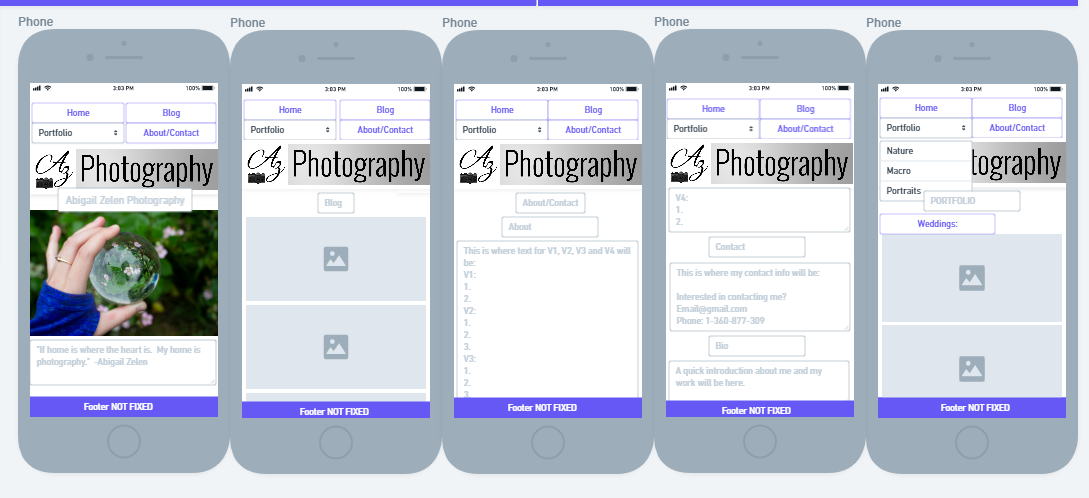 Phone
3:03 PM 100%
Home Blog
Portfolio About/Contact
Az Photography
Abigail Zelen Photography
"If home is where the heart is. My home is
photography." -Abigail Zelen
Footer NOT FIXED
Phone
3:03 PM 100%
Home Blog
Portfolio About/Contact
Az Photography
Blog
Footer NOT FIXED
Phone
3:03 PM 100%
Home Blog
Portfolio About/Contact
Az Photography
About/Contact
About
This is where text for V1, V2, V3 and V4 will
be:
V1:
1.
2.
V2:
1.
2.
3.
V3:
1.
2.
3.
Footer NOT FIXED
Phone
3:03 PM 100%
Home Blog
Portfolio About/Contact
Az Photography
V4:
1.
2.
Contact
This is where my contact info will be:
Interested in contacting me?
Email@gmail.com
Phone: 1-360-877-309
Bio
A quick introduction about me and my
work will be here.
Footer NOT FIXED
Phone
3:03 PM 100%
Home Blog
Portfolio About/Contact
Nature
Macro
Portraits
tography
PORTFOLIO
Weddings:
Footer NOT FIXED